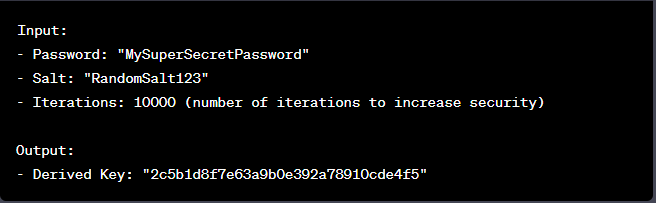 Input:
- Password: "MySuperSecretPassword"
- Salt: "RandomSalt123"
- Iterations: 10000 (number of iterations to increase security)
Output:
- Derived Key: "2c5b1d8f7e63a9b0e392a78910cde4f5"